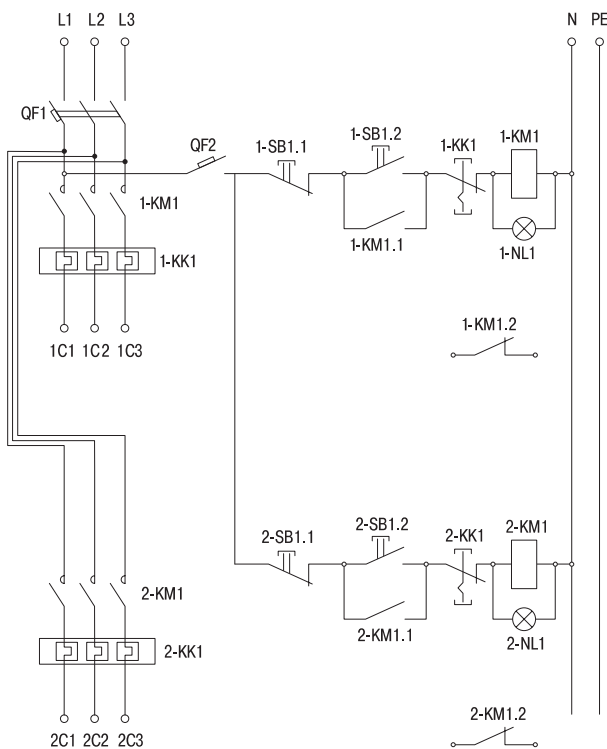 L1 L2 L3 N PE
QF1
QF2
1-SB1.1 1-SB1.2 1-KK1 1-KM1
1-KM1
1-KM1.1 1-NL1
1-KK1
1-KM1.2
1C1 1C2 1C3
2-SB1.1 2-SB1.2 2-KK1 2-KM1
2-KM1
2-KM1.1 2-NL1
2-KK1
2C1 2C2 2C3 2-KM1.2